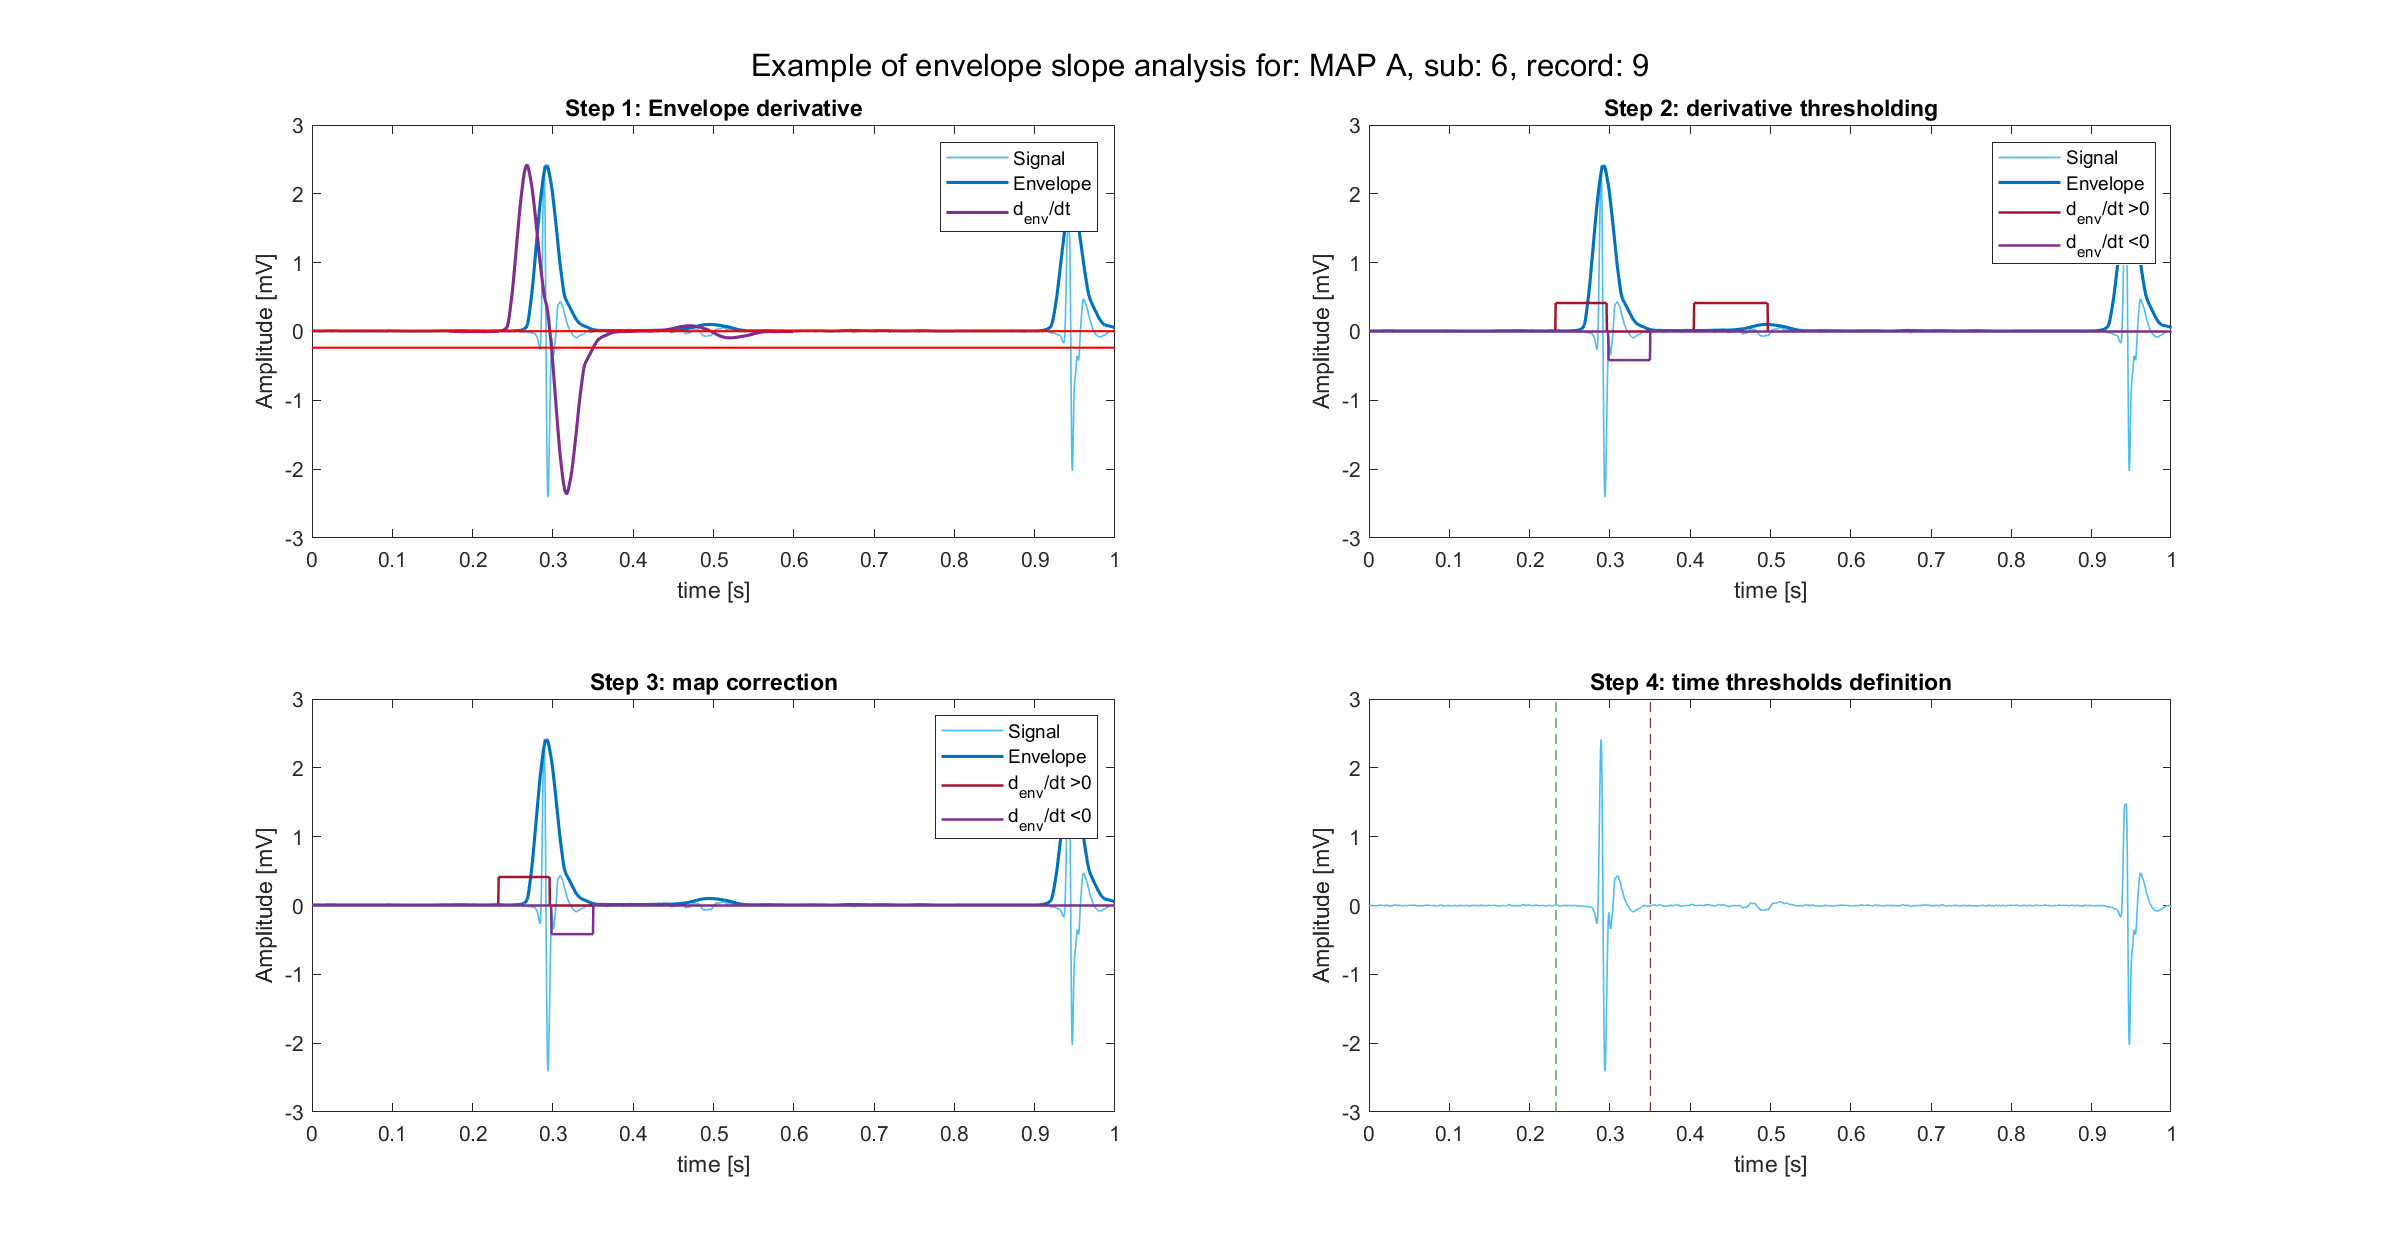 Example of envelope slope analysis for: MAP A, sub: 6, record: 9
Step 1: Envelope derivative
3
2
1
0
-1
-2
-3
Amplitude [mV]
0 0.1 0.2 0.3 0.4 0.5 0.6 0.7 0.8 0.9 1
time [s]
Signal
Envelope
d_env/dt
Step 2: derivative thresholding
3
2
1
0
-1
-2
-3
Amplitude [mV]
0 0.1 0.2 0.3 0.4 0.5 0.6 0.7 0.8 0.9 1
time [s]
Signal
Envelope
d_env/dt >0
d_env/dt <0
Step 3: map correction
3
2
1
0
-1
-2
-3
Amplitude [mV]
0 0.1 0.2 0.3 0.4 0.5 0.6 0.7 0.8 0.9 1
time [s]
Signal
Envelope
d_env/dt >0
d_env/dt <0
Step 4: time thresholds definition
3
2
1
0
-1
-2
-3
Amplitude [mV]
0 0.1 0.2 0.3 0.4 0.5 0.6 0.7 0.8 0.9 1
time [s]